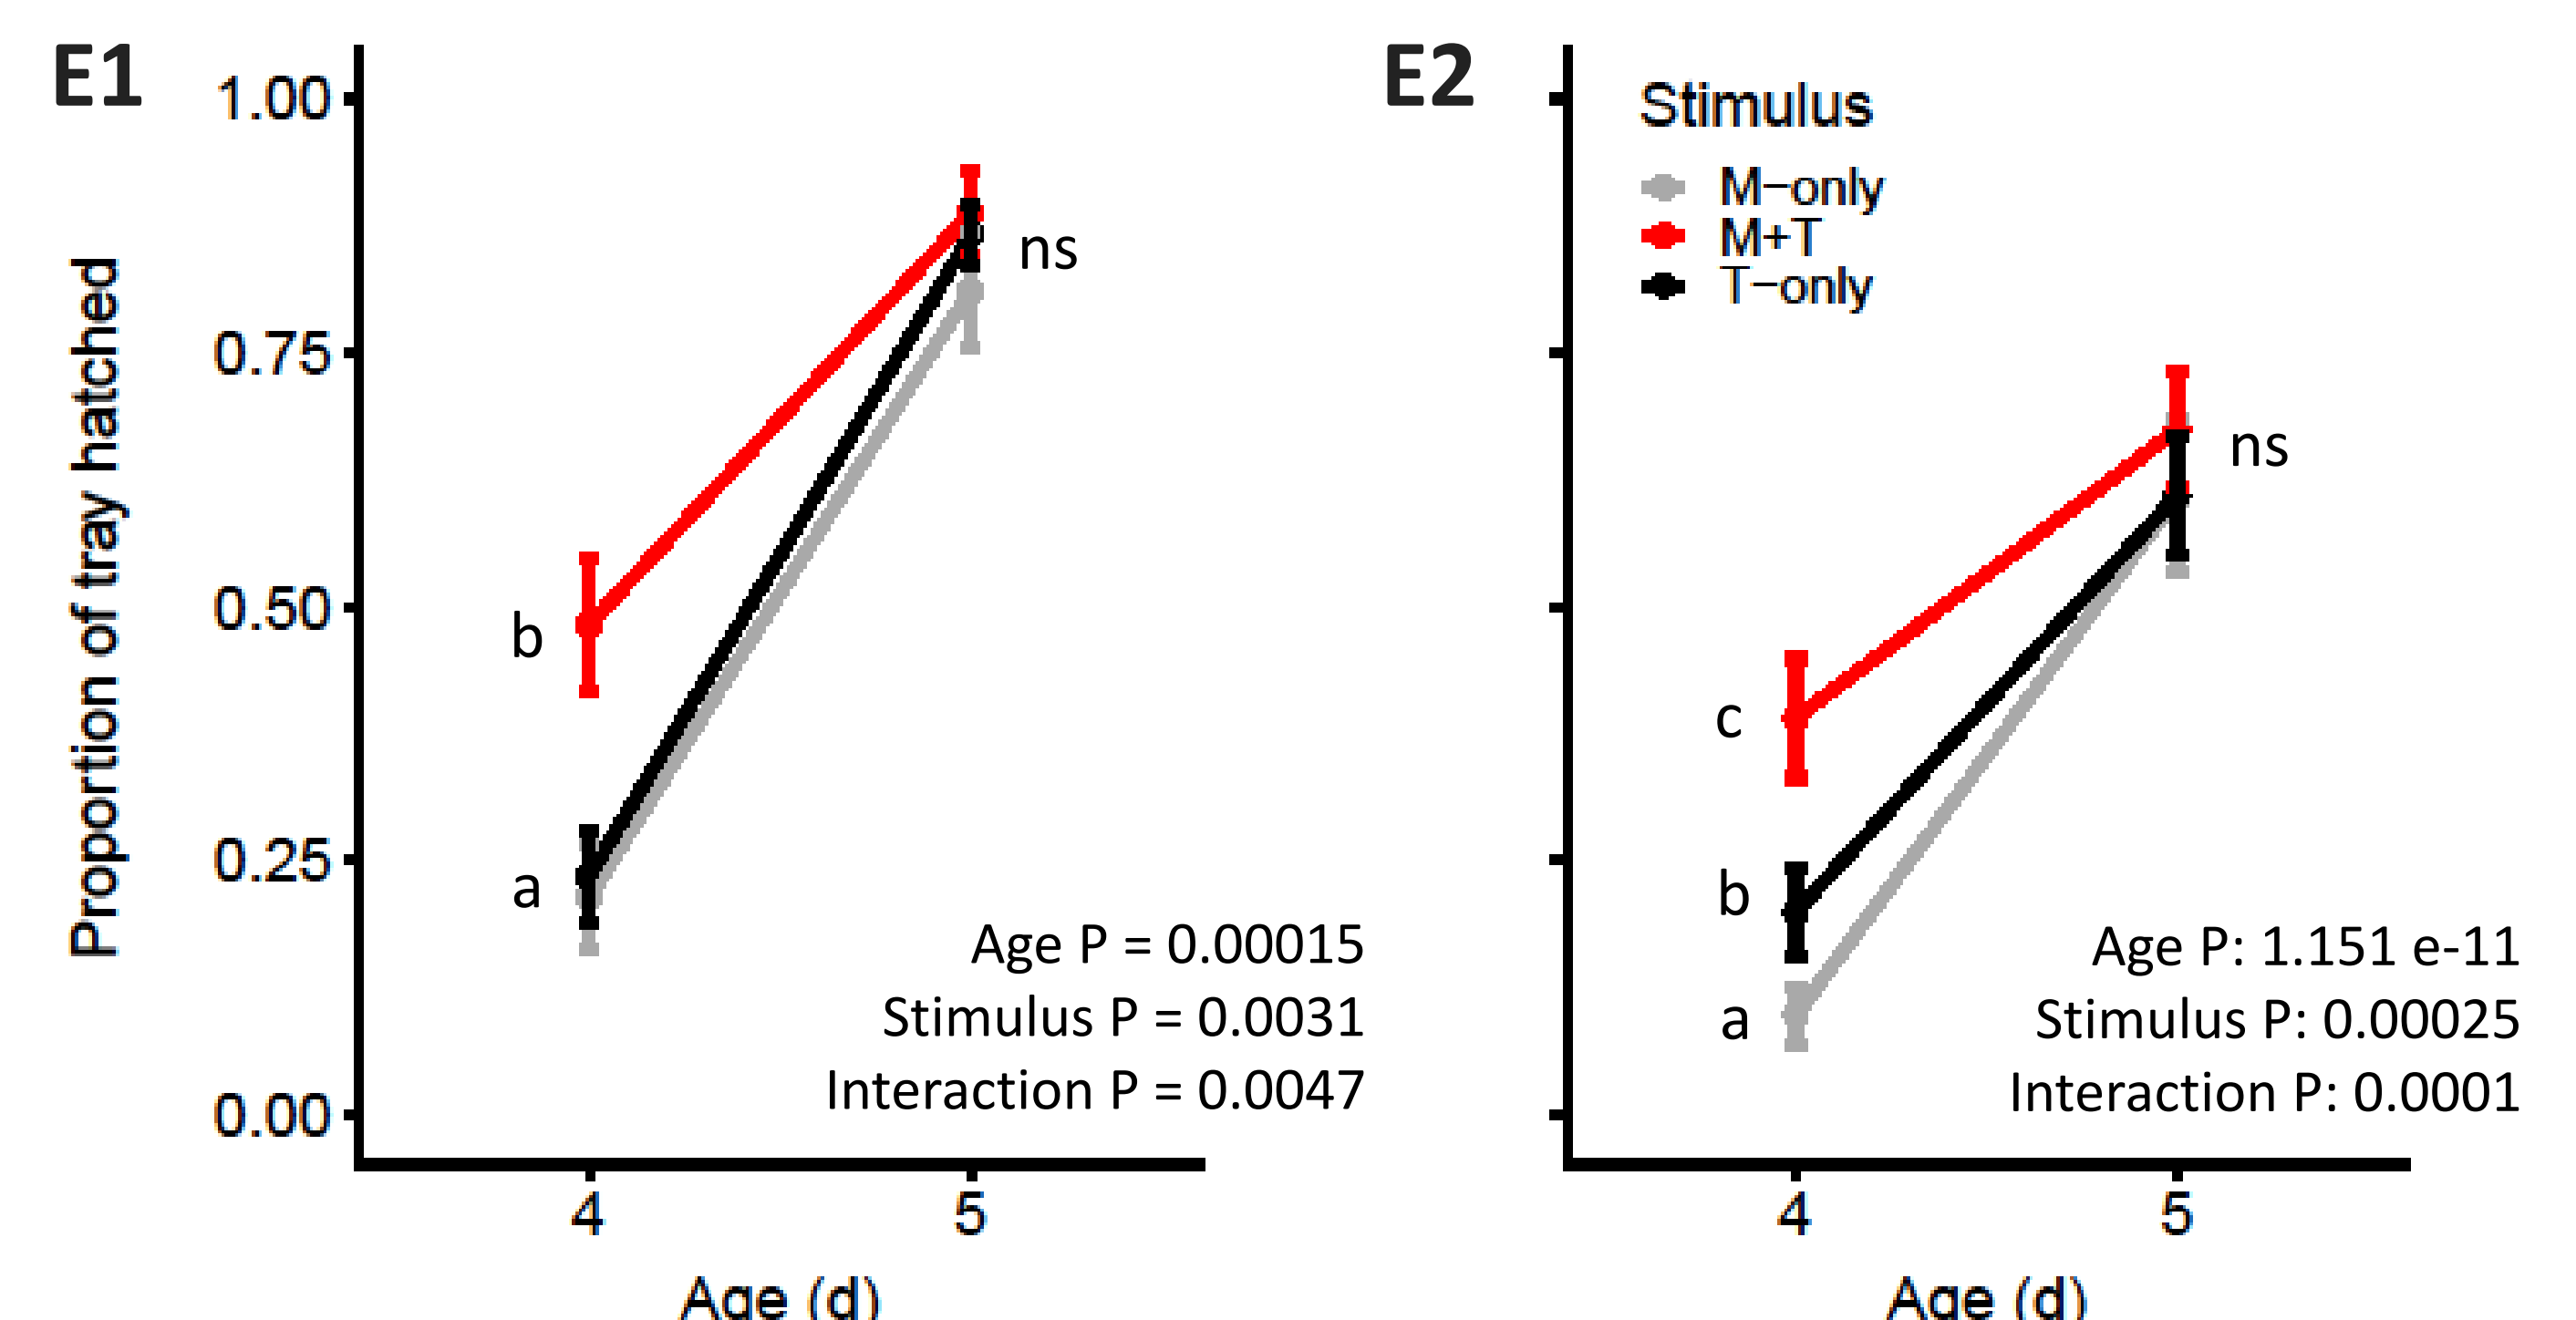 E1
Proportion of tray hatched
1.00
0.75
0.50
0.25
0.00
b
a
ns
Age P = 0.00015
Stimulus P = 0.0031
Interaction P = 0.0047
4
5
Age (d)
E2
Stimulus
M−only
M+T
T−only
c
b
a
ns
Age P: 1.151 e-11
Stimulus P: 0.00025
Interaction P: 0.0001
4
5
Age (d)